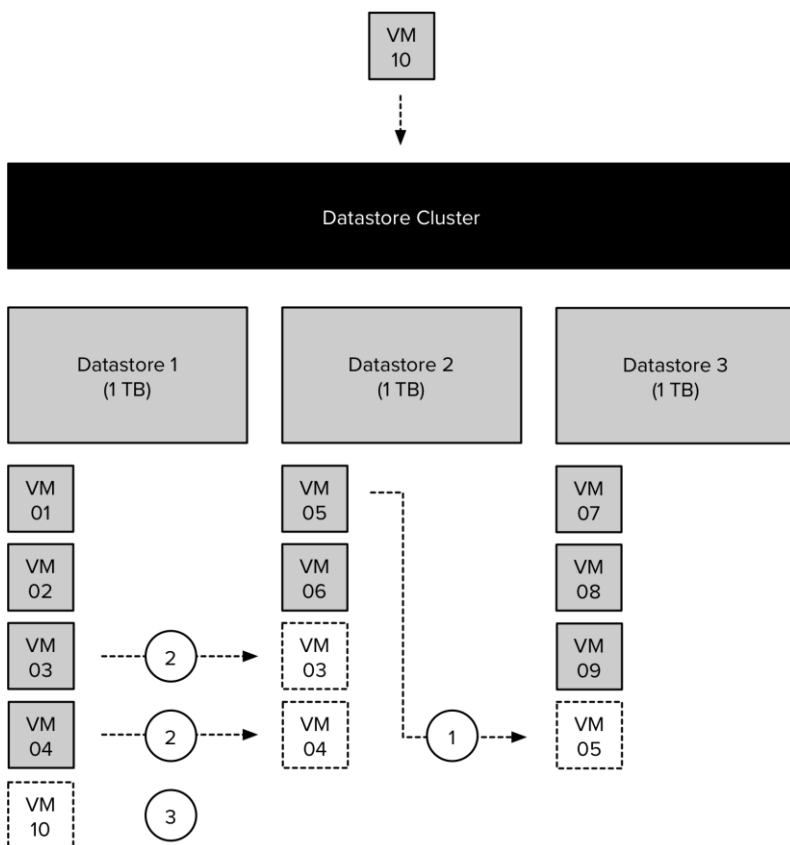 VM
10
Datastore Cluster
Datastore 1
(1 TB)
Datastore 2
(1 TB)
Datastore 3
(1 TB)
VM
01
VM
05
VM
07
VM
02
VM
06
VM
08
VM
03
2
VM
03
VM
09
VM
04
2
VM
04
1
VM
05
VM
10
3